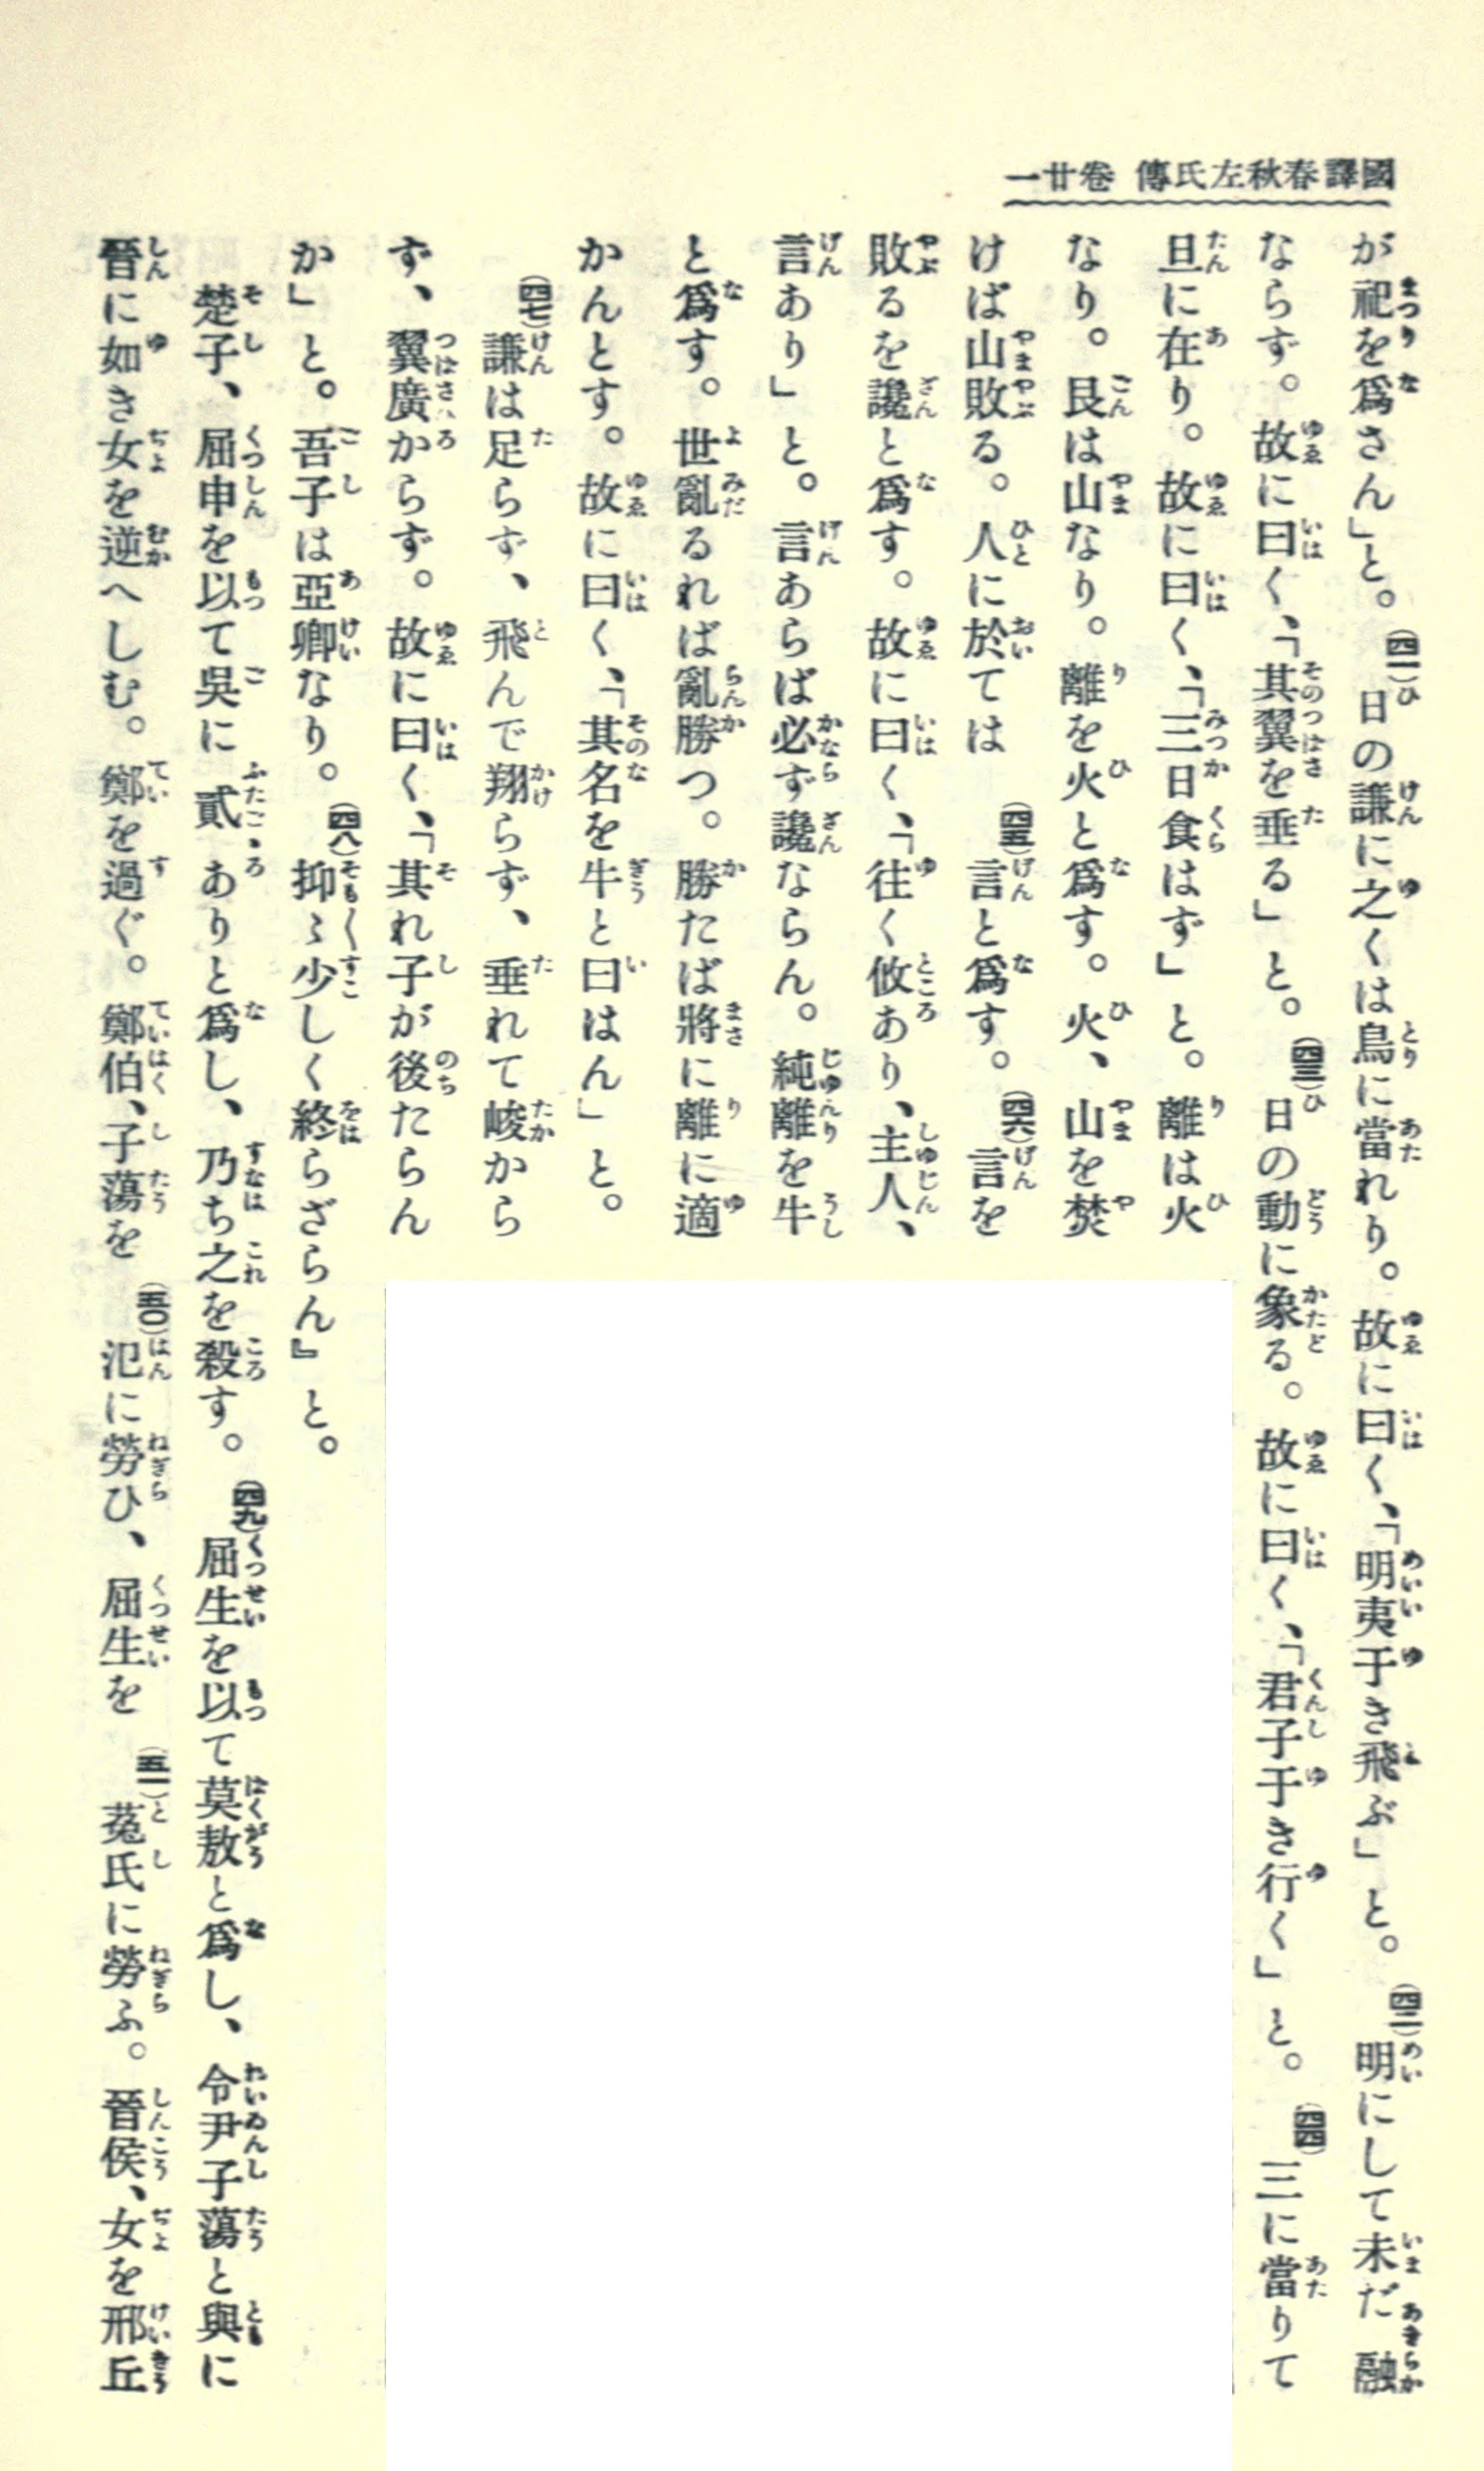 國譯春秋左氏傳 卷廿一
が祀を爲さん」と。(四一)日の謙に之くは鳥に當れり。故に曰く、「明夷于き飛ぶ」と。(四二)明にして未だ融
ならず。故に曰く、「其翼を垂る」と。(四三)日の動に象る。故に曰く、「君子于き行く」と。(四四)三に當りて
旦に在り。故に曰く、「三日食はず」と。離は火
なり。艮は山なり。離を火と爲す。火、山を焚
けば山敗る。人に於ては(四五)言と爲す。(四六)言を
敗るを讒と爲す。故に曰く、「往く攸あり、主人、
言あり」と。言あらば必ず讒ならん。純離を牛
と爲す。世亂るれば亂勝つ。勝たば將に離に適
かんとす。故に曰く、「其名を牛と曰はん」と。
(四七)謙は足らず、飛んで翔らず、垂れて峻から
ず、翼廣からず。故に曰く、「其れ子が後たらん
か」と。吾子は亞卿なり。(四八)抑〻少しく終らざらん』と。
楚子、屈申を以て吳に貳ありと爲し、乃ち之を殺す。(四九)屈生を以て莫敖と爲し、令尹子蕩と與に
晉に如き女を逆へしむ。鄭を過ぐ。鄭伯、子蕩を(五〇)氾に勞ひ、屈生を(五一)菟氏に勞ふ。晉侯、女を邢丘